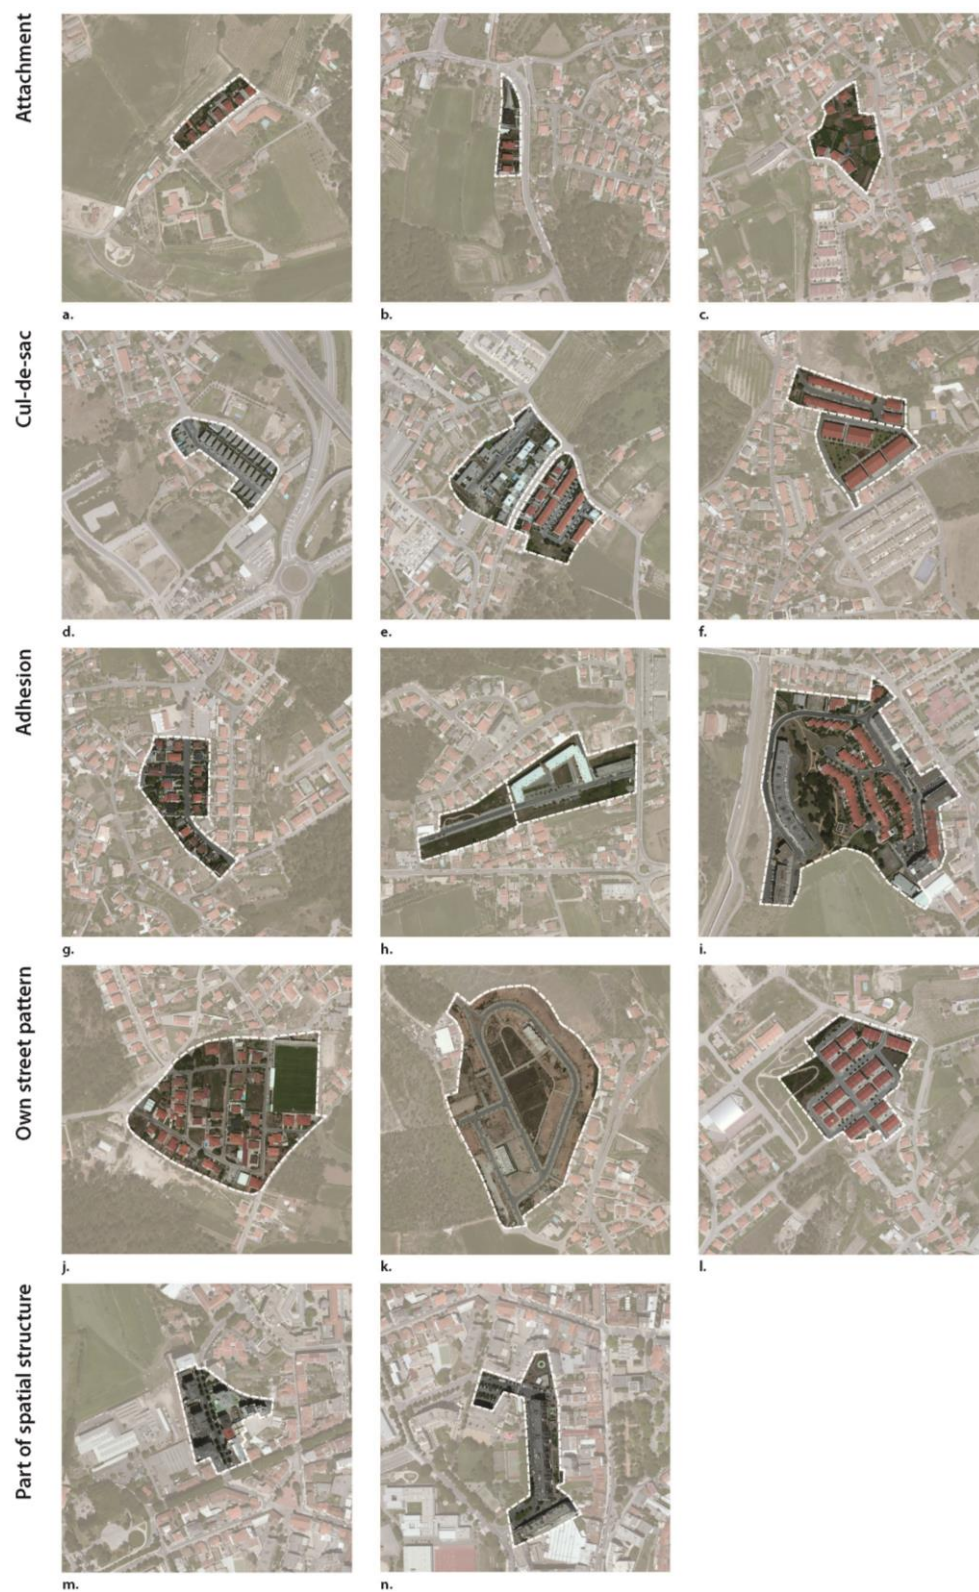 Attachment
a.
b.
c.
Cul-de-sac
d.
e.
f.
Adhesion
g.
h.
i.
Own street pattern
j.
k.
l.
Part of spatial structure
m.
n.